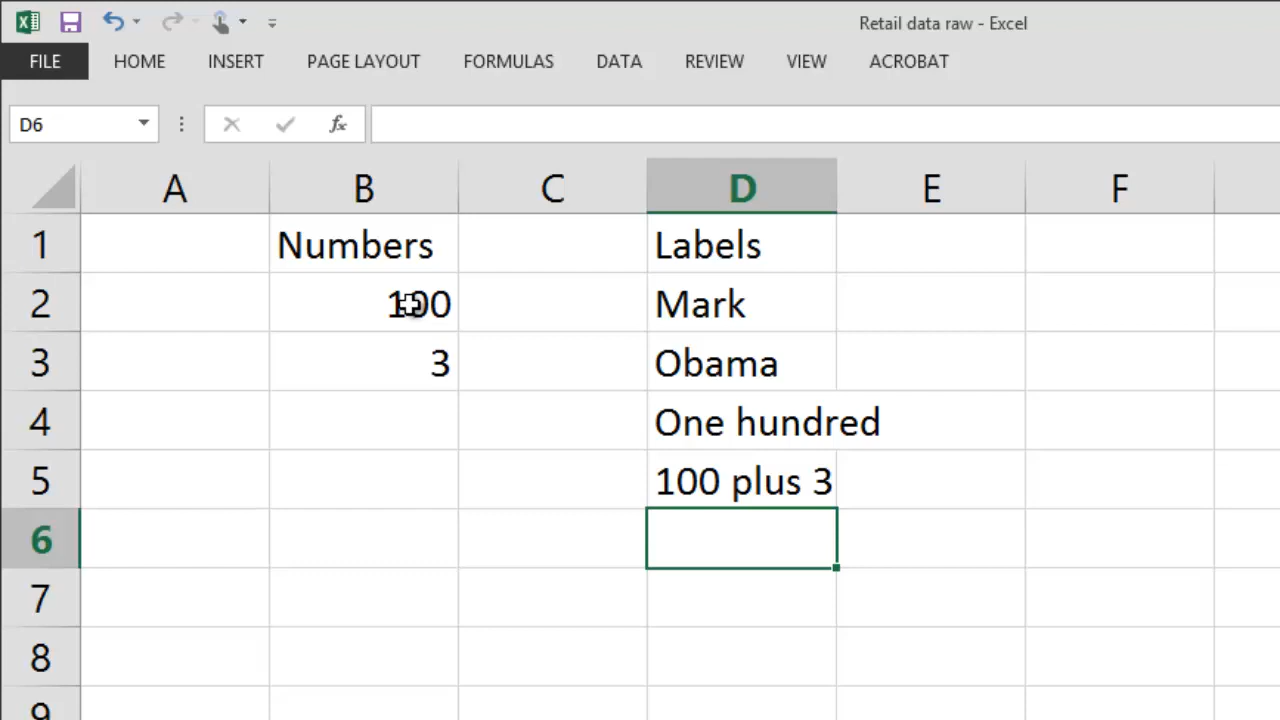 Retail data raw - Excel
FILE HOME INSERT PAGE LAYOUT FORMULAS DATA REVIEW VIEW ACROBAT
D6 fx
A B C D E F
1 Numbers Labels
2 100 Mark
3 3 Obama
4 One hundred
5 100 plus 3
6
7
8
9